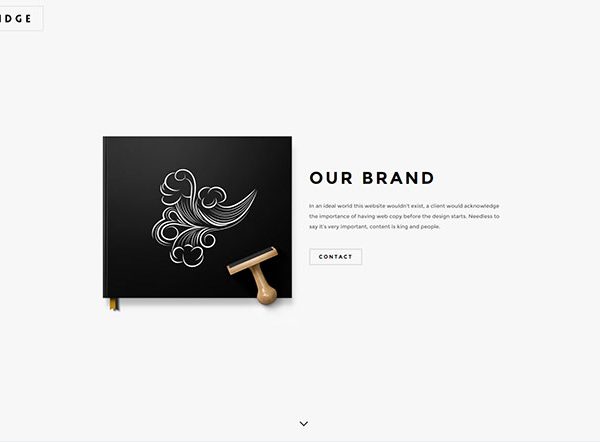 IDGE
OUR BRAND
In an ideal world this website wouldn't exist, a client would acknowledge
the importance of having web copy before the design starts. Needless to
say it's very important, content is king and people.
CONTACT